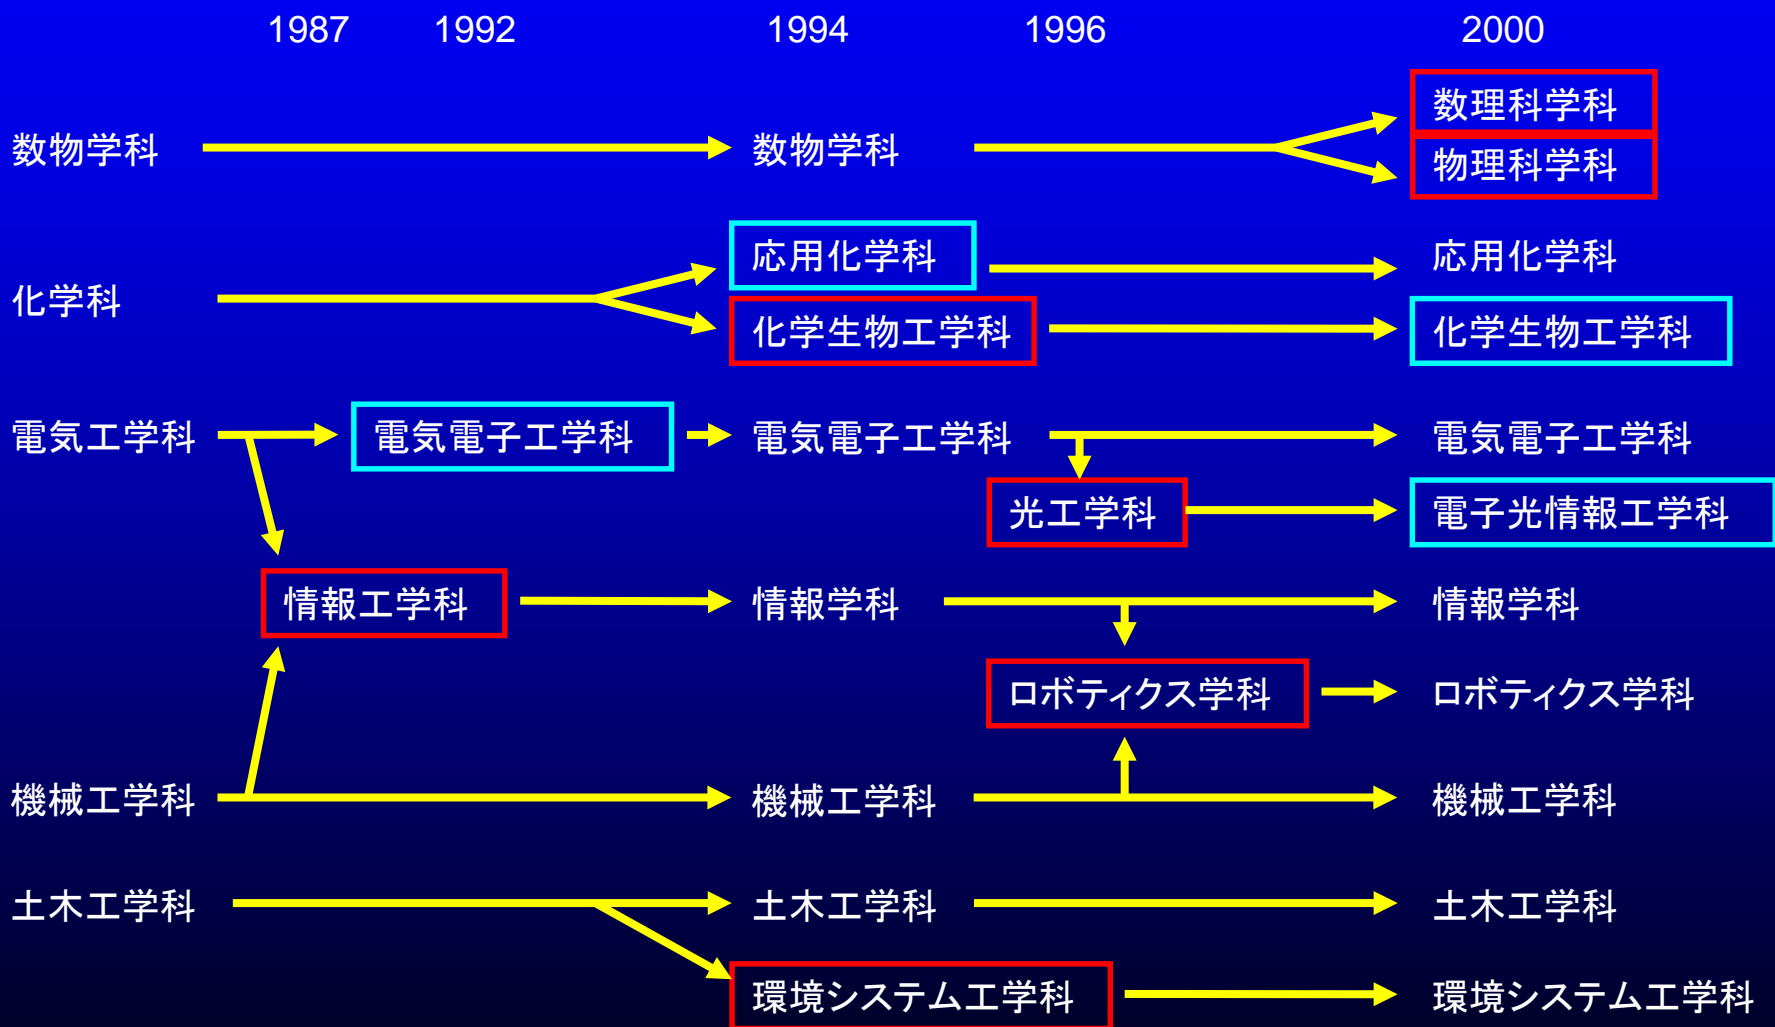 1987 1992 1994 1996 2000
数理科学科
数物学科 数物学科
物理科学科
応用化学科 応用化学科
化学科
化学生物工学科 化学生物工学科
電気工学科 電気電子工学科 電気電子工学科 電気電子工学科
光工学科 電子光情報工学科
情報工学科 情報学科 情報学科
ロボティクス学科 ロボティクス学科
機械工学科 機械工学科 機械工学科
土木工学科 土木工学科 土木工学科
環境システム工学科 環境システム工学科